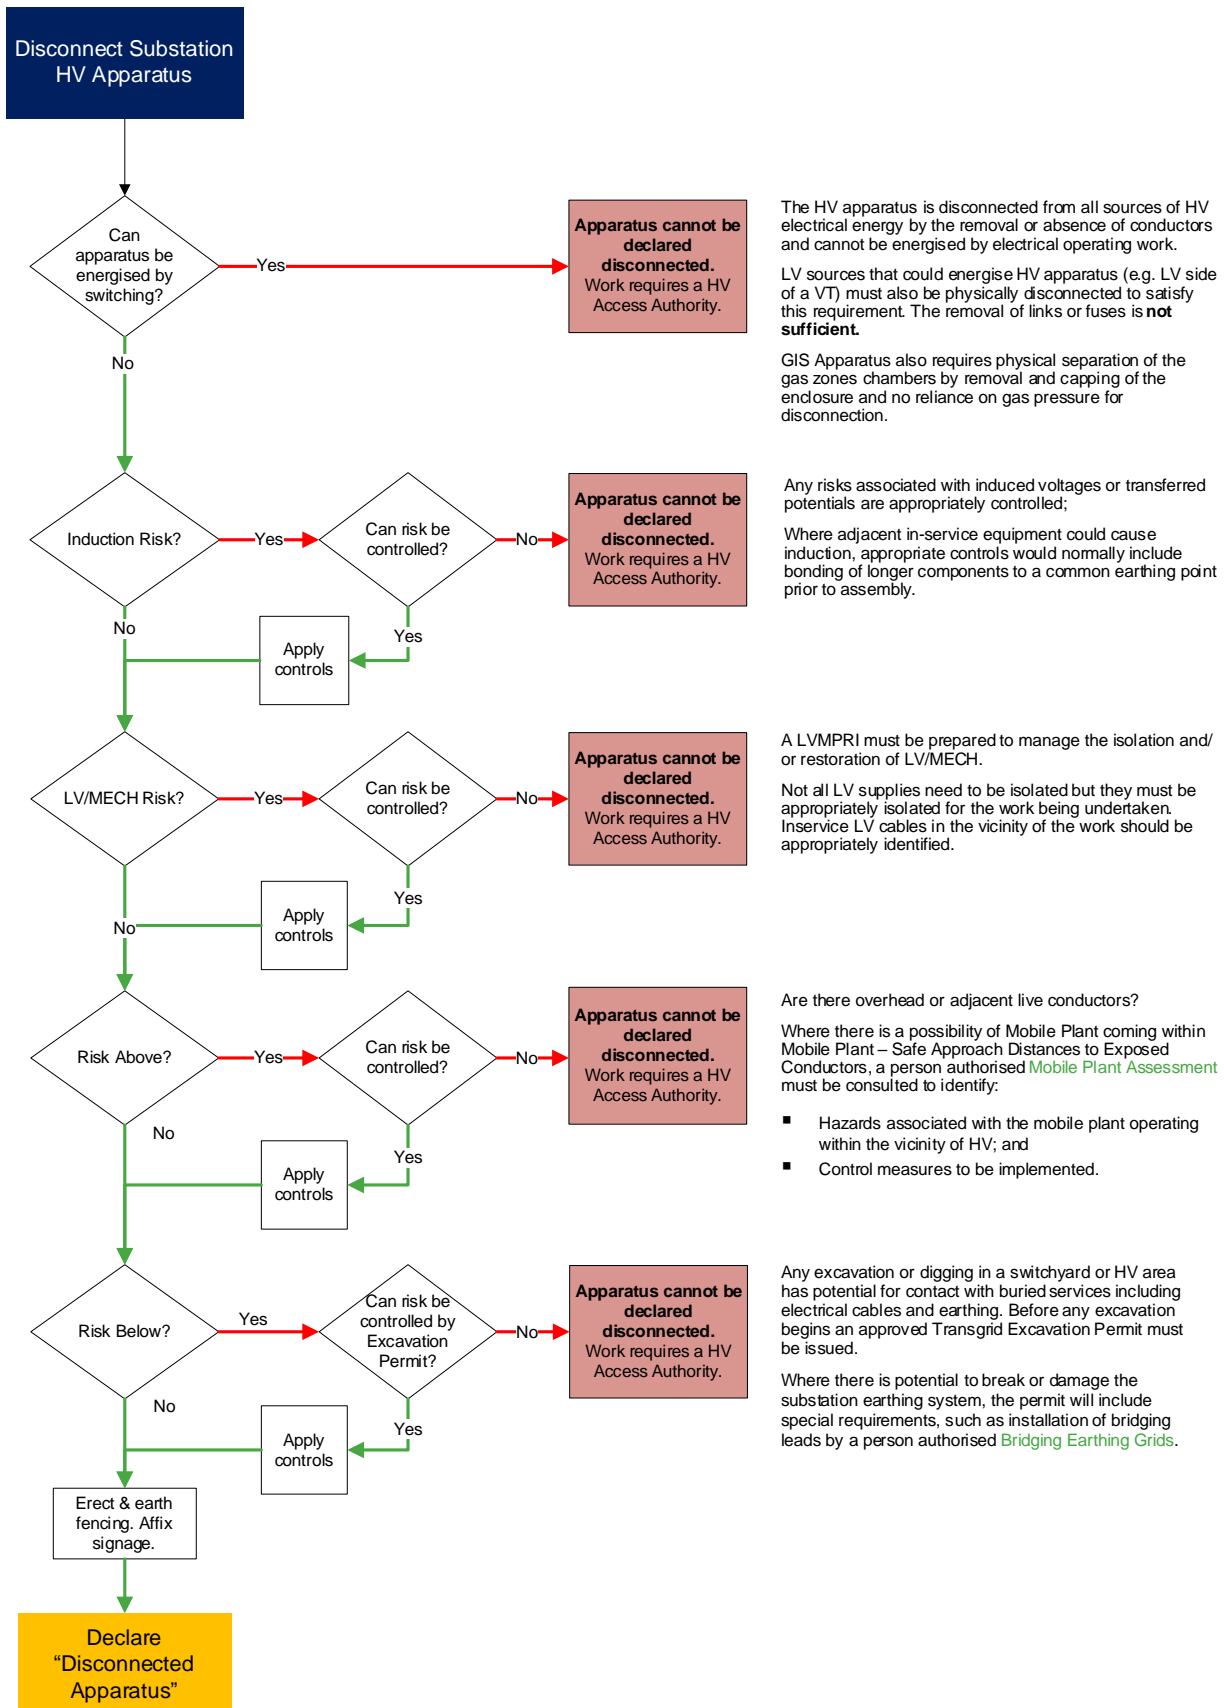 Disconnect Substation
HV Apparatus
Can
apparatus be
energised by
switching?
Yes
No
Apparatus cannot be
declared
disconnected.
Work requires a HV
Access Authority.
The HV apparatus is disconnected from all sources of HV
electrical energy by the removal or absence of conductors
and cannot be energised by electrical operating work.
LV sources that could energise HV apparatus (e.g. LV side
of a VT) must also be physically disconnected to satisfy
this requirement. The removal of links or fuses is not
sufficient.
GIS Apparatus also requires physical separation of the
gas zones chambers by removal and capping of the
enclosure and no reliance on gas pressure for
disconnection.
Induction Risk?
Yes
Can risk be
controlled?
No
Apparatus cannot be
declared
disconnected.
Work requires a HV
Access Authority.
Any risks associated with induced voltages or transferred
potentials are appropriately controlled;
Where adjacent in-service equipment could cause
induction, appropriate controls would normally include
bonding of longer components to a common earthing point
prior to assembly.
No
Yes
Apply
controls
LV/MECH Risk?
Yes
Can risk be
controlled?
No
Apparatus cannot be
declared
disconnected.
Work requires a HV
Access Authority.
A LVMPRI must be prepared to manage the isolation and/
or restoration of LV/MECH.
Not all LV supplies need to be isolated but they must be
appropriately isolated for the work being undertaken.
Inservice LV cables in the vicinity of the work should be
appropriately identified.
Yes
No
Apply
controls
Risk Above?
Yes
Can risk be
controlled?
No
Apparatus cannot be
declared
disconnected.
Work requires a HV
Access Authority.
Are there overhead or adjacent live conductors?
Where there is a possibility of Mobile Plant coming within
Mobile Plant – Safe Approach Distances to Exposed
Conductors, a person authorised Mobile Plant Assessment
must be consulted to identify:
▪ Hazards associated with the mobile plant operating
within the vicinity of HV; and
▪ Control measures to be implemented.
No
Yes
Apply
controls
Risk Below?
Yes
Can risk be
controlled by
Excavation
Permit?
No
Apparatus cannot be
declared
disconnected.
Work requires a HV
Access Authority.
Any excavation or digging in a switchyard or HV area
has potential for contact with buried services including
electrical cables and earthing. Before any excavation
begins an approved Transgrid Excavation Permit must
be issued.
Where there is potential to break or damage the
substation earthing system, the permit will include
special requirements, such as installation of bridging
leads by a person authorised Bridging Earthing Grids.
No
Yes
Apply
controls
Erect & earth
fencing. Affix
signage.
Declare
“Disconnected
Apparatus”